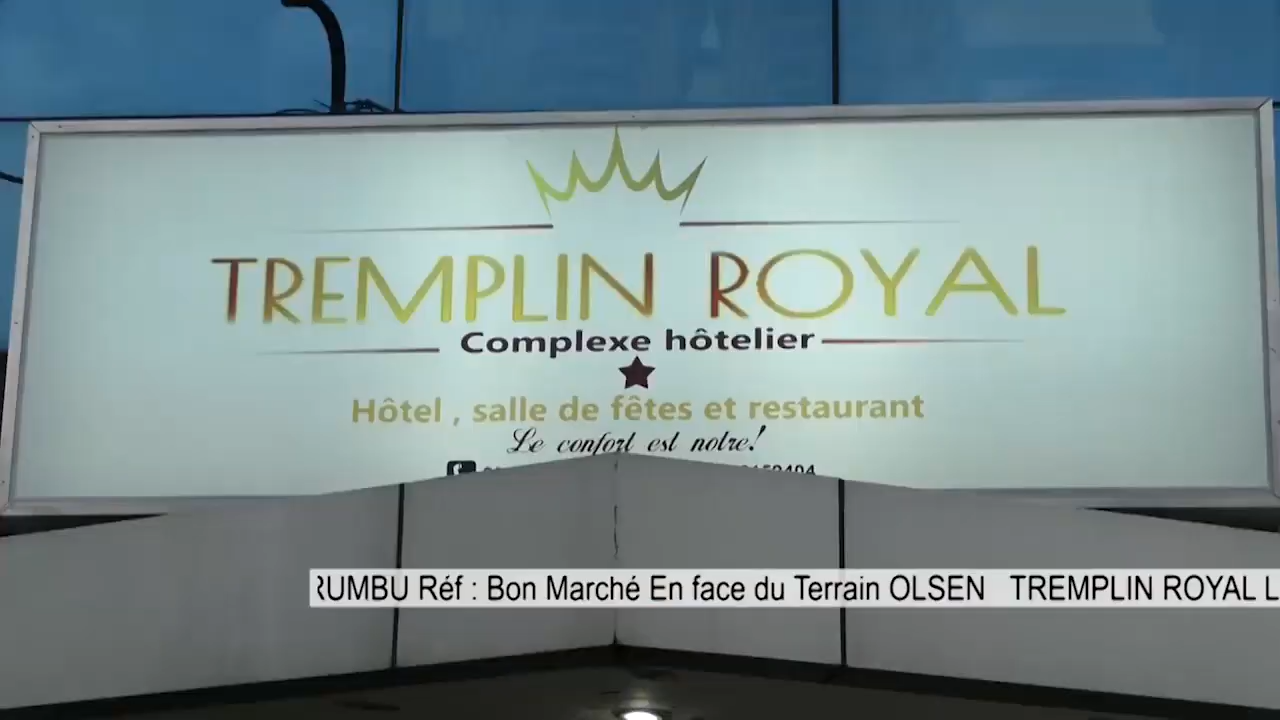 TREMPLIN ROYAL
Complexe hôtelier
Hôtel , salle de fêtes et restaurant
Le confort est notre!
RUMBU Réf : Bon Marché En face du Terrain OLSEN TREMPLIN ROYAL L